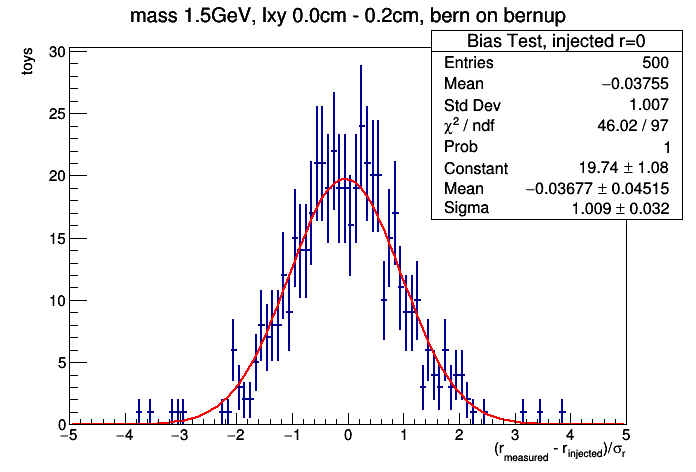 mass 1.5GeV, lxy 0.0cm - 0.2cm, bern on bernup
Bias Test, injected r=0
Entries 500
Mean −0.03755
Std Dev 1.007
χ² / ndf 46.02 / 97
Prob 1
Constant 19.74 ± 1.08
Mean −0.03677 ± 0.04515
Sigma 1.009 ± 0.032
toys
30
25
20
15
10
5
0
−5 −4 −3 −2 −1 0 1 2 3 4 5
(r_measured - r_injected)/σ_r